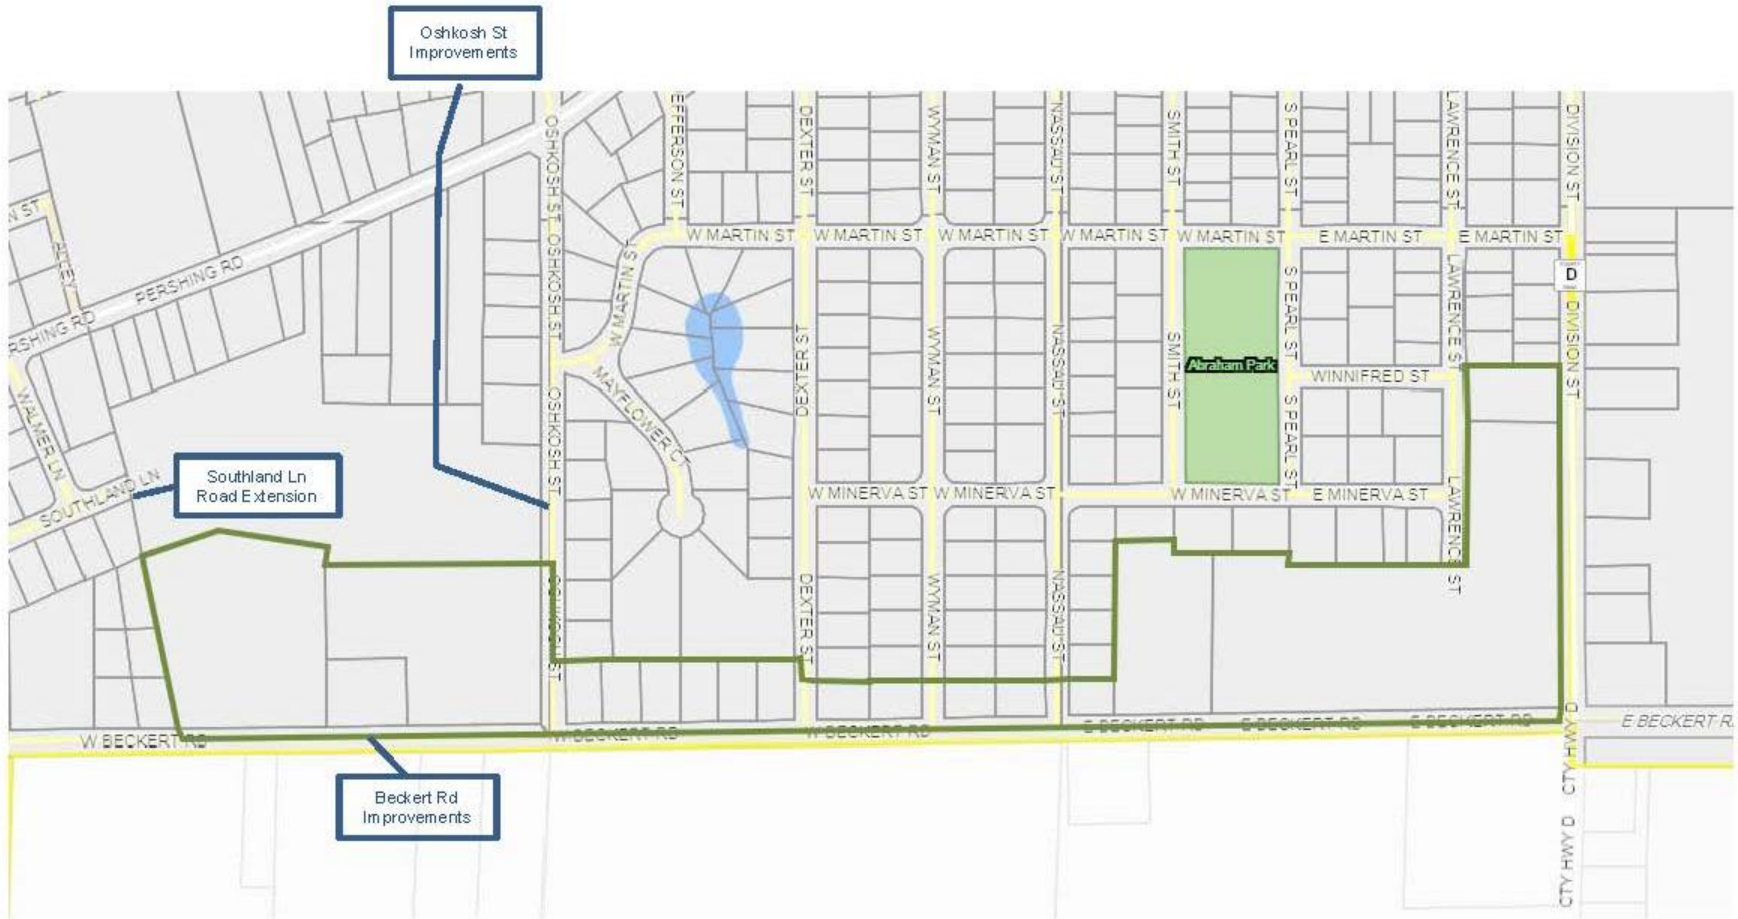 Oshkosh St
Improvements
OSHKOSH ST
EFFERSON ST
DEXTER ST
WYMAN ST
NASSAU ST
SMITH ST
S PEARL ST
LAWRENCE ST
DIVISION ST
N ST
ALLEY
PERSHING RD
RSHING RD
OSHKOSH ST
W MARTIN ST
W MARTIN ST
W MARTIN ST
W MARTIN ST
W MARTIN ST
W MARTIN ST
E MARTIN ST
E MARTIN ST
D
DIVISION ST
LAWRENCE ST
S PEARL ST
Abraham Park
WINNIFRED ST
MAYFLOWER CT
DEXTER ST
WYMAN ST
NASSAU ST
SMITH ST
S PEARL ST
WALMER LN
SOUTHLAND LN
Southland Ln
Road Extension
OSHKOSH ST
W MINERVA ST
W MINERVA ST
W MINERVA ST
E MINERVA ST
LAWRENCE ST
OSHKOSH ST
DEXTER ST
WYMAN ST
NASSAU ST
W BECKERT RD
W BECKERT RD
W BECKERT RD
E BECKERT RD
E BECKERT RD
E BECKERT RD
E BECKERT R
CTY HWY D
CTY HWY D
Beckert Rd
Improvements